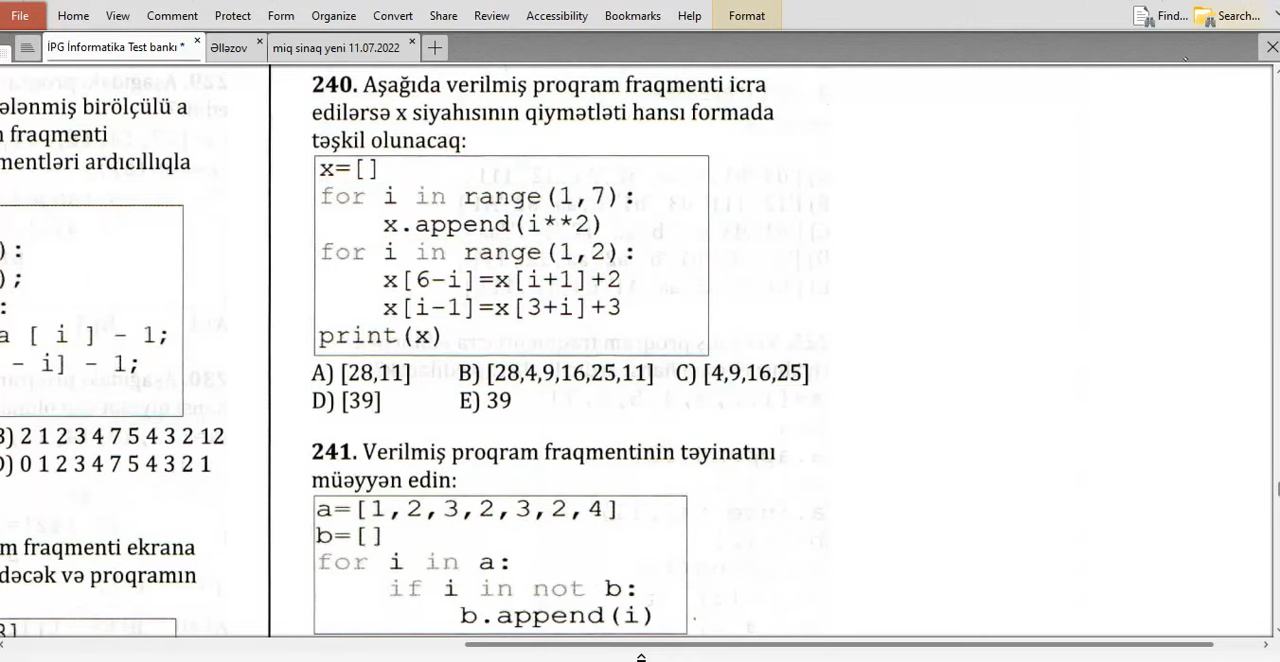 File Home View Comment Protect Form Organize Convert Share Review Accessibility Bookmarks Help Format Find... Search...
İPG İnformatika Test bankı * Əlləzov miq sinaq yeni 11.07.2022
ələnmiş birölçülü a
fraqmenti
mentləri ardıcıllıqla
) :
) ;
:
a [ i ] - 1;
- i] - 1;
B) 2 1 2 3 4 7 5 4 3 2 12
D) 0 1 2 3 4 7 5 4 3 2 1
m fraqmenti ekrana
dəcək və proqramın
R]
240. Aşağıda verilmiş proqram fraqmenti icra
edilərsə x siyahısının qiymətləti hansı formada
təşkil olunacaq:
x=[]
for i in range(1,7):
x.append(i**2)
for i in range(1,2):
x[6-i]=x[i+1]+2
x[i-1]=x[3+i]+3
print(x)
A) [28,11] B) [28,4,9,16,25,11] C) [4,9,16,25]
D) [39] E) 39
241. Verilmiş proqram fraqmentinin təyinatını
müəyyən edin:
a=[1,2,3,2,3,2,4]
b=[]
for i in a:
if i in not b:
b.append(i)